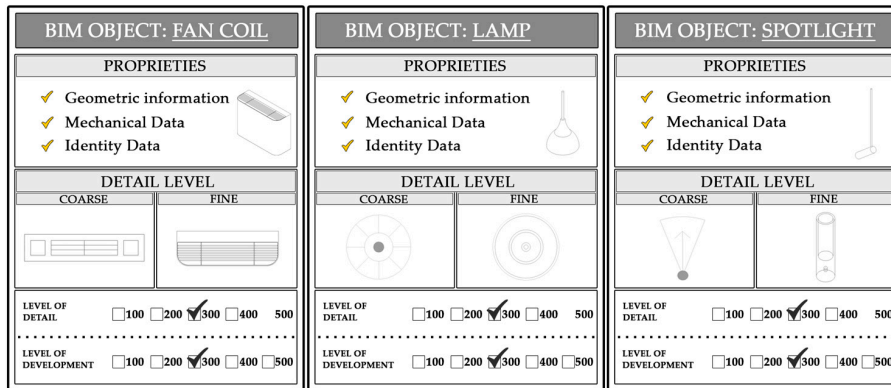 BIM OBJECT: FAN COIL
PROPRIETIES
Geometric information
Mechanical Data
Identity Data
DETAIL LEVEL
COARSE FINE
LEVEL OF DETAIL 100 200 300 400 500
LEVEL OF DEVELOPMENT 100 200 300 400 500
BIM OBJECT: LAMP
PROPRIETIES
Geometric information
Mechanical Data
Identity Data
DETAIL LEVEL
COARSE FINE
LEVEL OF DETAIL 100 200 300 400 500
LEVEL OF DEVELOPMENT 100 200 300 400 500
BIM OBJECT: SPOTLIGHT
PROPRIETIES
Geometric information
Mechanical Data
Identity Data
DETAIL LEVEL
COARSE FINE
LEVEL OF DETAIL 100 200 300 400 500
LEVEL OF DEVELOPMENT 100 200 300 400 500